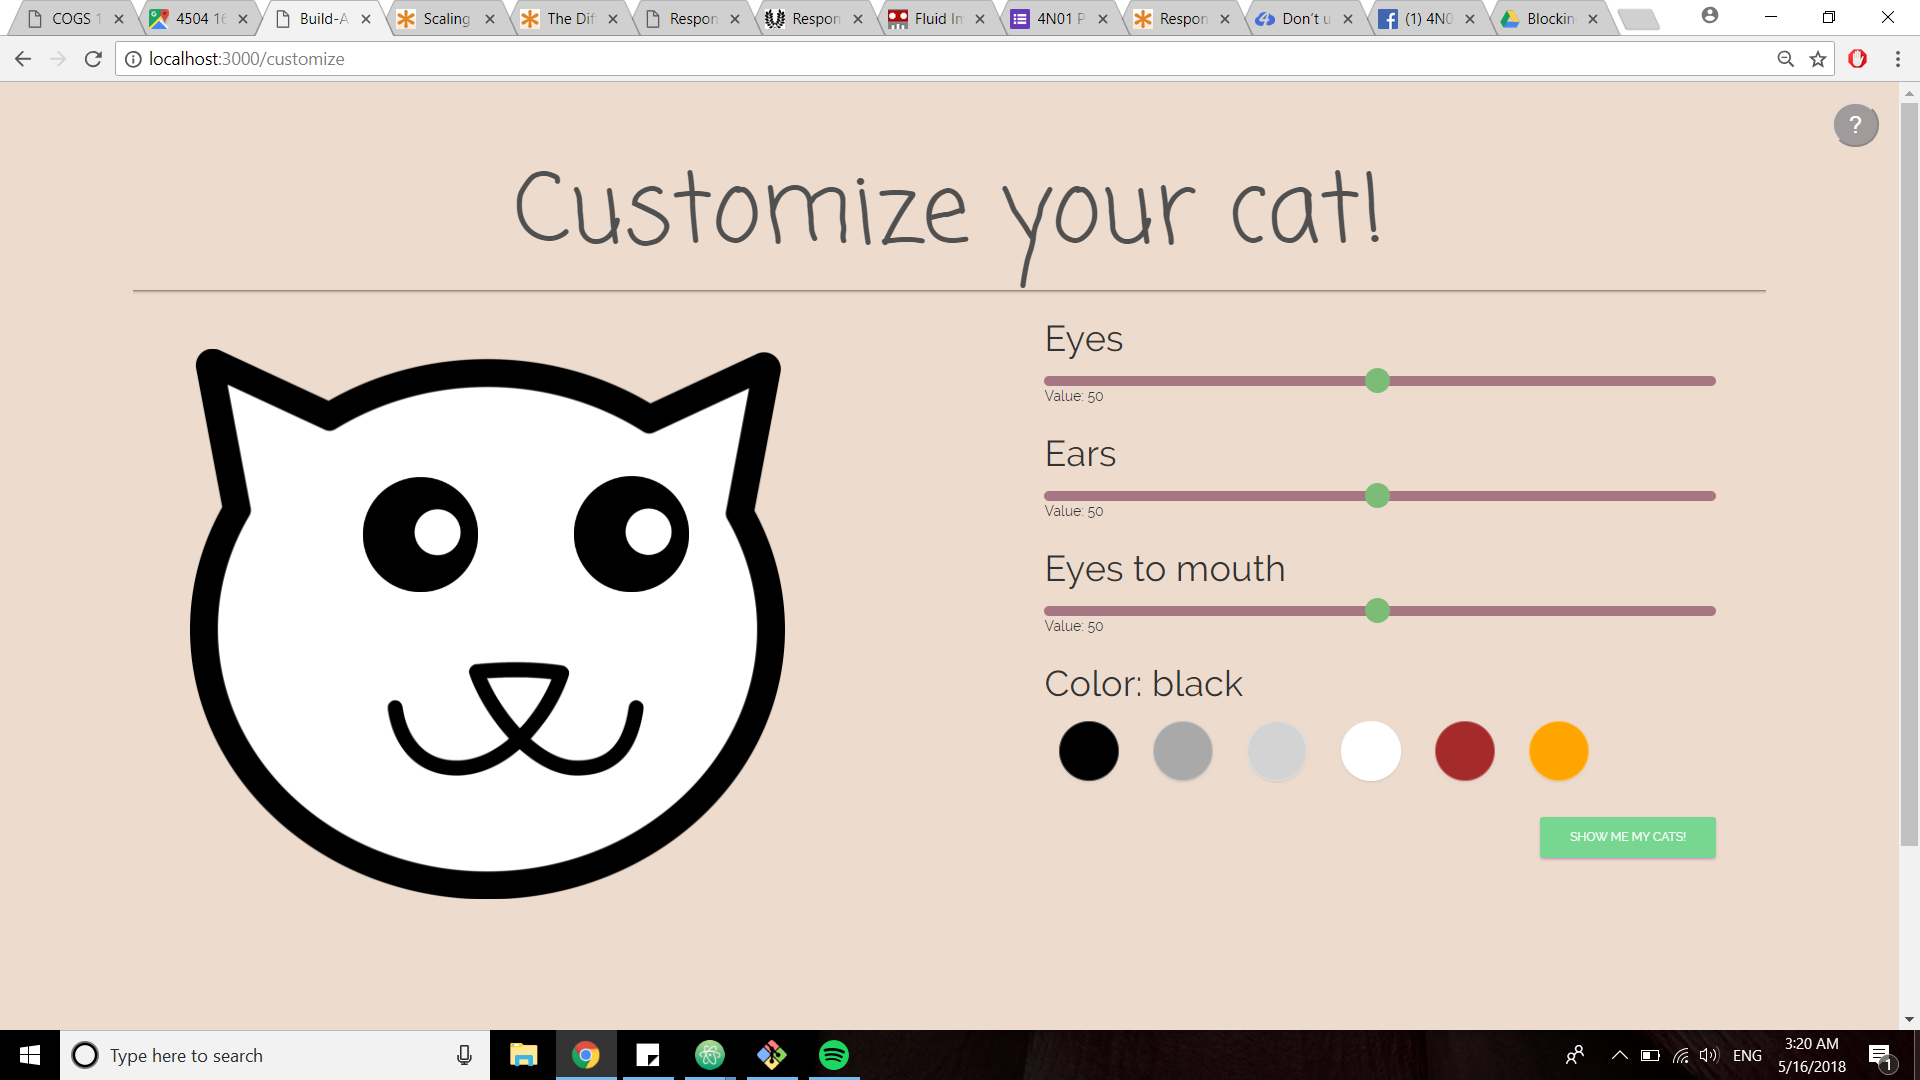 COGS 1
4504 16
Build-A
Scaling
The Dif
Respon
Respon
Fluid In
4N01 P
Respon
Don't u
(1) 4N0
Blockin
localhost:3000/customize
?
Customize your cat!
Eyes
Value: 50
Ears
Value: 50
Eyes to mouth
Value: 50
Color: black
SHOW ME MY CATS!
Type here to search
ENG
3:20 AM
5/16/2018
1